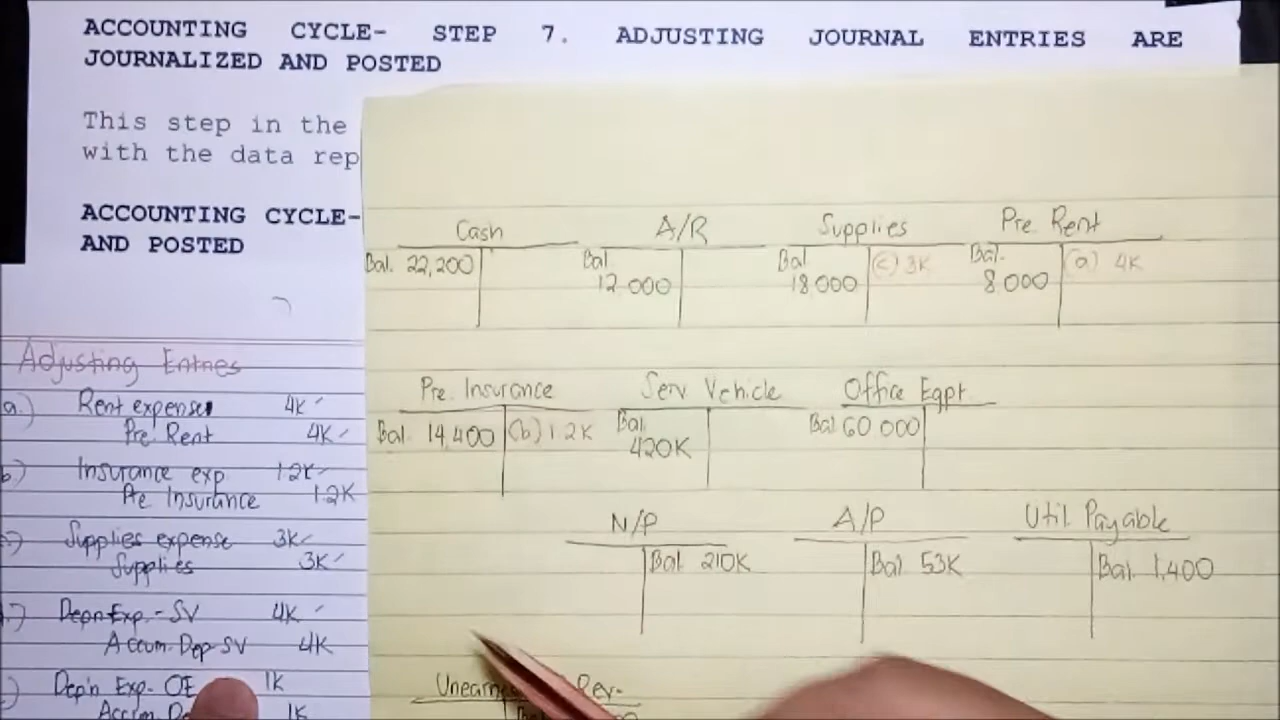 ACCOUNTING CYCLE- STEP 7. ADJUSTING JOURNAL ENTRIES ARE
JOURNALIZED AND POSTED
This step in the
with the data rep
ACCOUNTING CYCLE-
AND POSTED
Adjusting Entries
a.) Rent expense 4K
Pre. Rent 4K
b.) Insurance exp 1.2K
Pre Insurance 1.2K
Supplies expense 3K
Supplies 3K
Dep'n Exp.- SV 4K
Accum. Dep SV 4K
Dep'n Exp- OE 1K
Accum. 1K
Cash A/R Supplies Pre Rent
Bal. 22,200 Bal 12 000 Bal 18,000 (c) 3K Bal. 8 000 (a) 4K
Pre. Insurance Serv. Vehicle Office Eqpt.
Bal. 14,400 (b) 1.2K Bal. 420K Bal 60 000
N/P A/P Util. Payable
Bal. 210K Bal 53K Bal. 1,400
Rev-